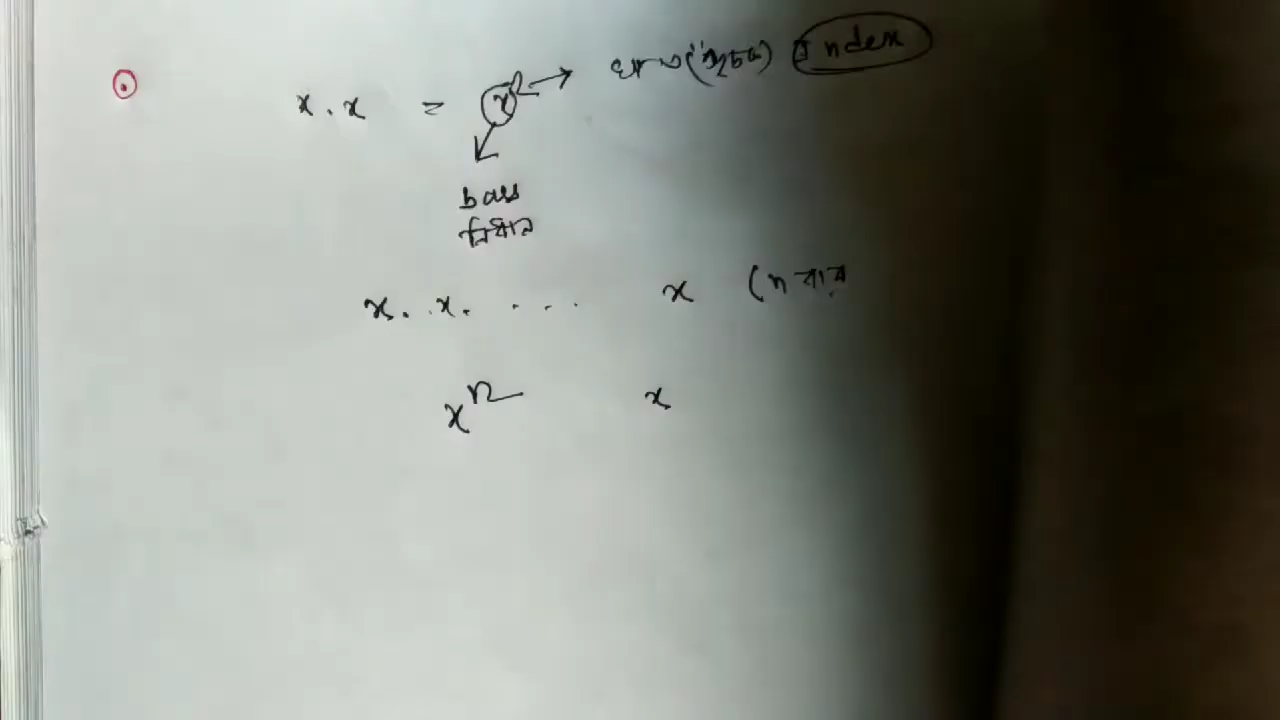 x . x = x² → ঘাত (সূচক) Index
base
নিধান
x . x . . . . x (n বার
xⁿ x